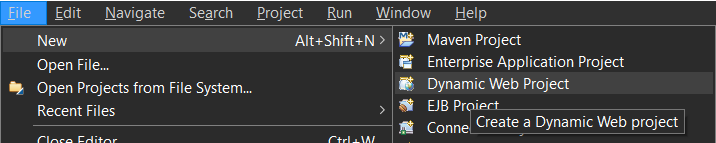 File Edit Navigate Search Project Run Window Help
New Alt+Shift+N >
Open File...
Open Projects from File System...
Recent Files >
Close Editor Ctrl+W
Maven Project
Enterprise Application Project
Dynamic Web Project
EJB Project
Create a Dynamic Web project